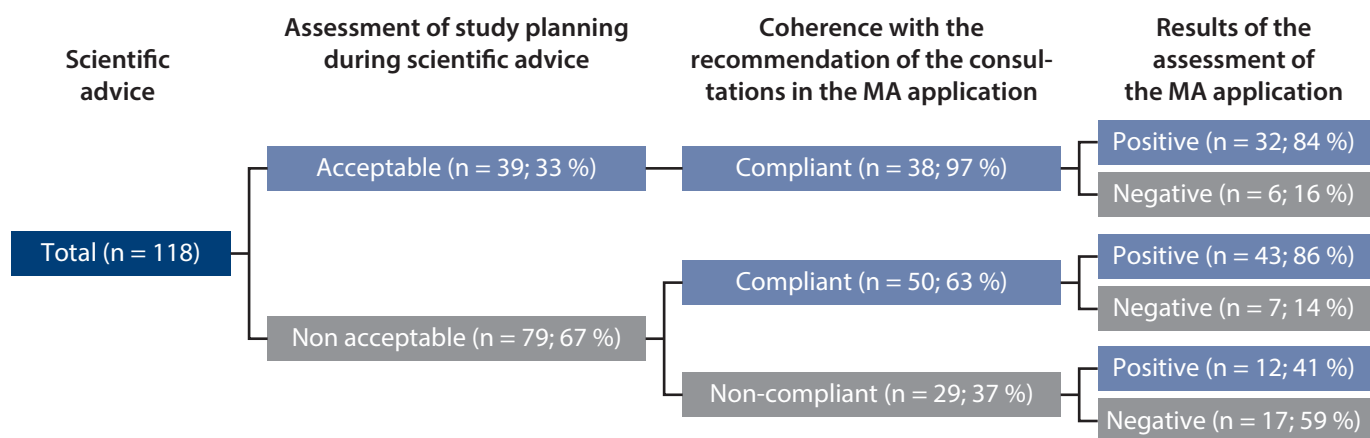 Scientific
advice
Assessment of study planning
during scientific advice
Coherence with the
recommendation of the consul-
tations in the MA application
Results of the
assessment of
the MA application
Total (n = 118)
Acceptable (n = 39; 33 %)
Compliant (n = 38; 97 %)
Positive (n = 32; 84 %)
Negative (n = 6; 16 %)
Non acceptable (n = 79; 67 %)
Compliant (n = 50; 63 %)
Positive (n = 43; 86 %)
Negative (n = 7; 14 %)
Non-compliant (n = 29; 37 %)
Positive (n = 12; 41 %)
Negative (n = 17; 59 %)